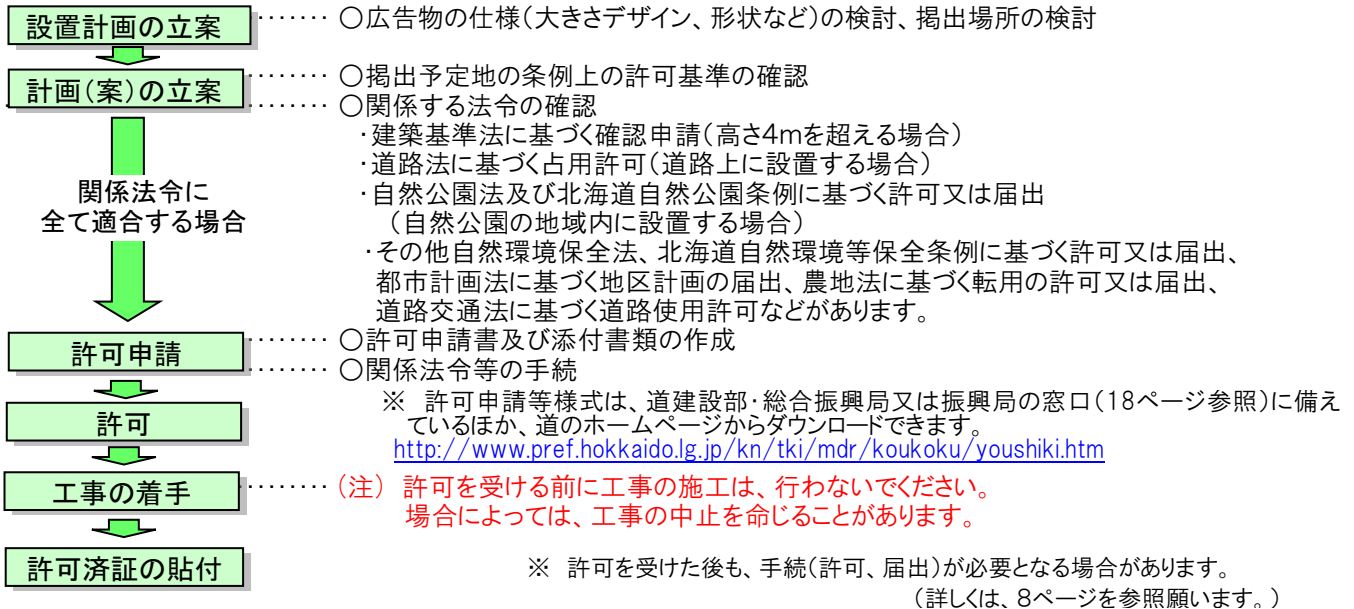 設置計画の立案 ‥‥‥‥ ○広告物の仕様(大きさデザイン、形状など)の検討、掲出場所の検討
計画(案)の立案 ‥‥‥‥ ○掲出予定地の条例上の許可基準の確認
‥‥‥‥ ○関係する法令の確認
・建築基準法に基づく確認申請(高さ4mを超える場合)
・道路法に基づく占用許可(道路上に設置する場合)
・自然公園法及び北海道自然公園条例に基づく許可又は届出
(自然公園の地域内に設置する場合)
・その他自然環境保全法、北海道自然環境等保全条例に基づく許可又は届出、
都市計画法に基づく地区計画の届出、農地法に基づく転用の許可又は届出、
道路交通法に基づく道路使用許可などがあります。
関係法令に
全て適合する場合
許可申請 ‥‥‥‥ ○許可申請書及び添付書類の作成
‥‥‥‥ ○関係法令等の手続
※ 許可申請等様式は、道建設部・総合振興局又は振興局の窓口(18ページ参照)に備え
ているほか、道のホームページからダウンロードできます。
http://www.pref.hokkaido.lg.jp/kn/tki/mdr/koukoku/youshiki.htm
許可
工事の着手 ‥‥‥‥ (注) 許可を受ける前に工事の施工は、行わないでください。
場合によっては、工事の中止を命じることがあります。
許可済証の貼付
※ 許可を受けた後も、手続(許可、届出)が必要となる場合があります。
(詳しくは、8ページを参照願います。)